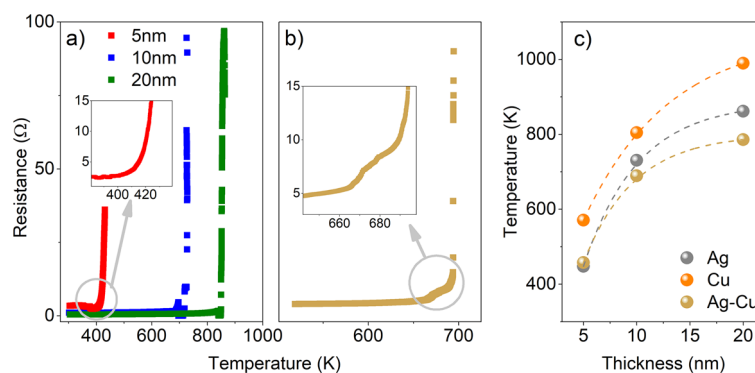 a)
5nm
10nm
20nm
100
50
0
Resistance (Ω)
15
10
5
400 420
400 600 800 1000
b)
15
10
5
660 680
600 700
Temperature (K)
c)
1000
800
600
400
Temperature (K)
Ag
Cu
Ag-Cu
5 10 15 20
Thickness (nm)